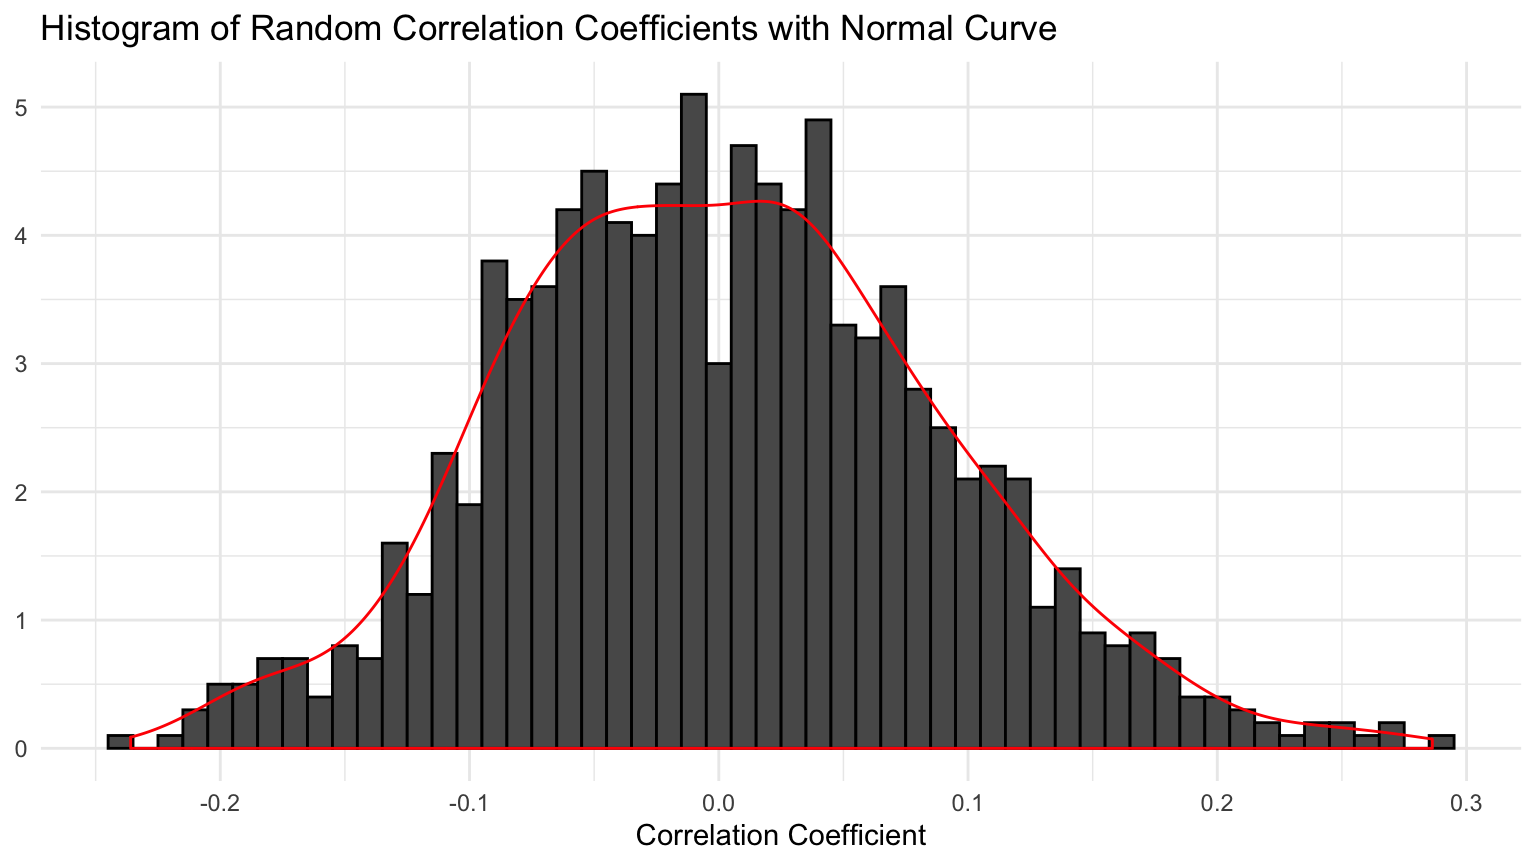 Histogram of Random Correlation Coefficients with Normal Curve
5
4
3
2
1
0
-0.2 -0.1 0.0 0.1 0.2 0.3
Correlation Coefficient